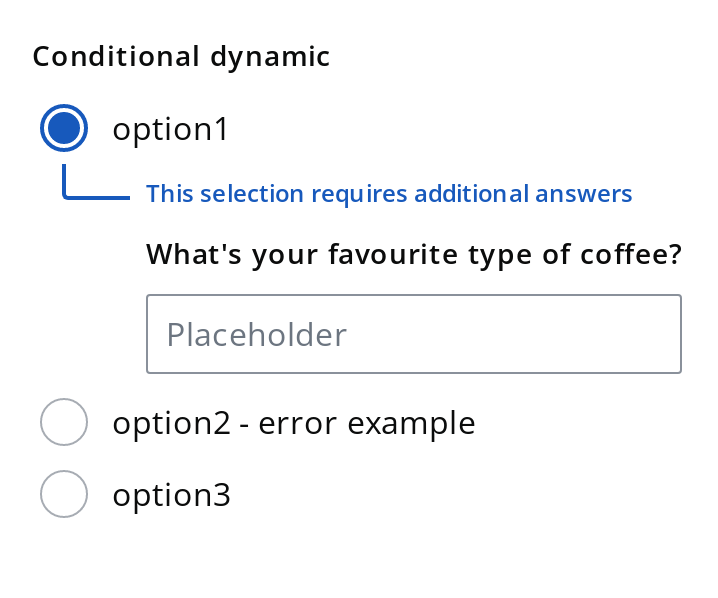 Conditional dynamic
option1
This selection requires additional answers
What's your favourite type of coffee?
Placeholder
option2 - error example
option3